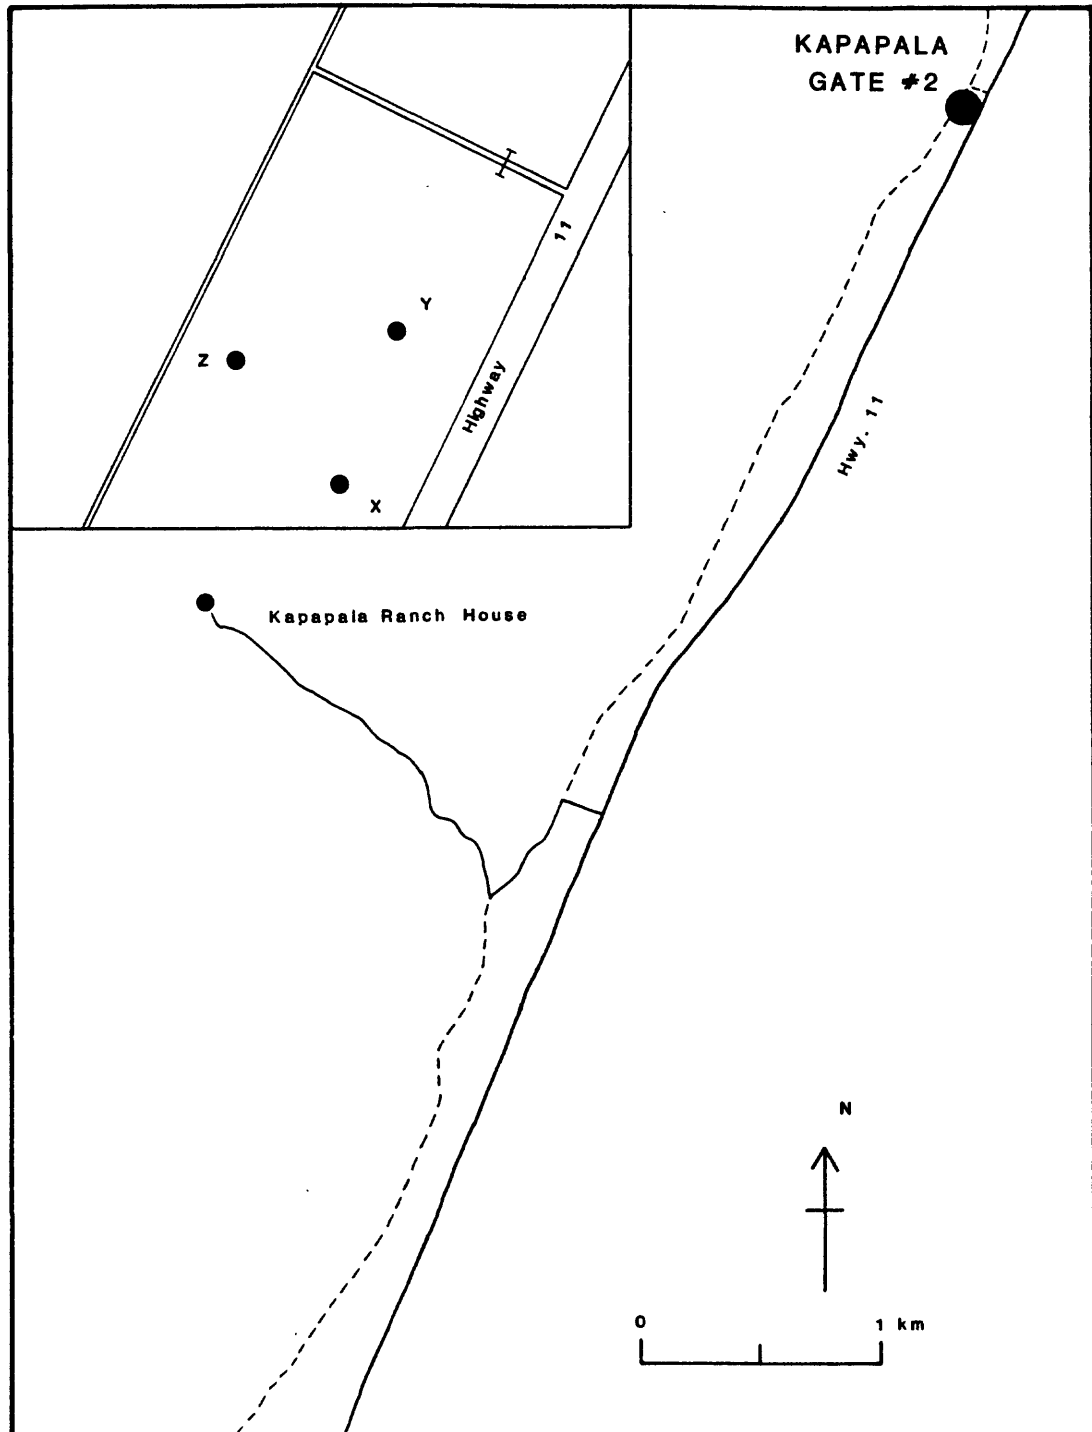 KAPAPALA
GATE #2
11
Y
Z
Highway
X
Hwy. 11
Kapapala Ranch House
N
0 1 km